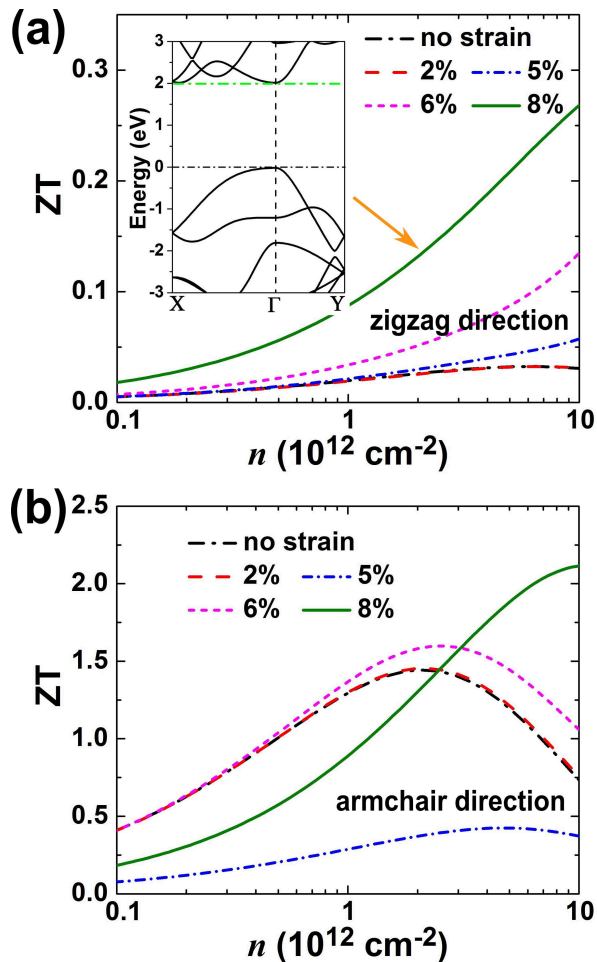 (a)
0.3
0.2
0.1
0.0
ZT
no strain
2% 5%
6% 8%
3
2
1
0
-1
-2
-3
Energy (eV)
X Γ Y
zigzag direction
0.1 1 10
n (10¹² cm⁻²)
(b)
2.5
2.0
1.5
1.0
0.5
0.0
ZT
no strain
2% 5%
6% 8%
armchair direction
0.1 1 10
n (10¹² cm⁻²)